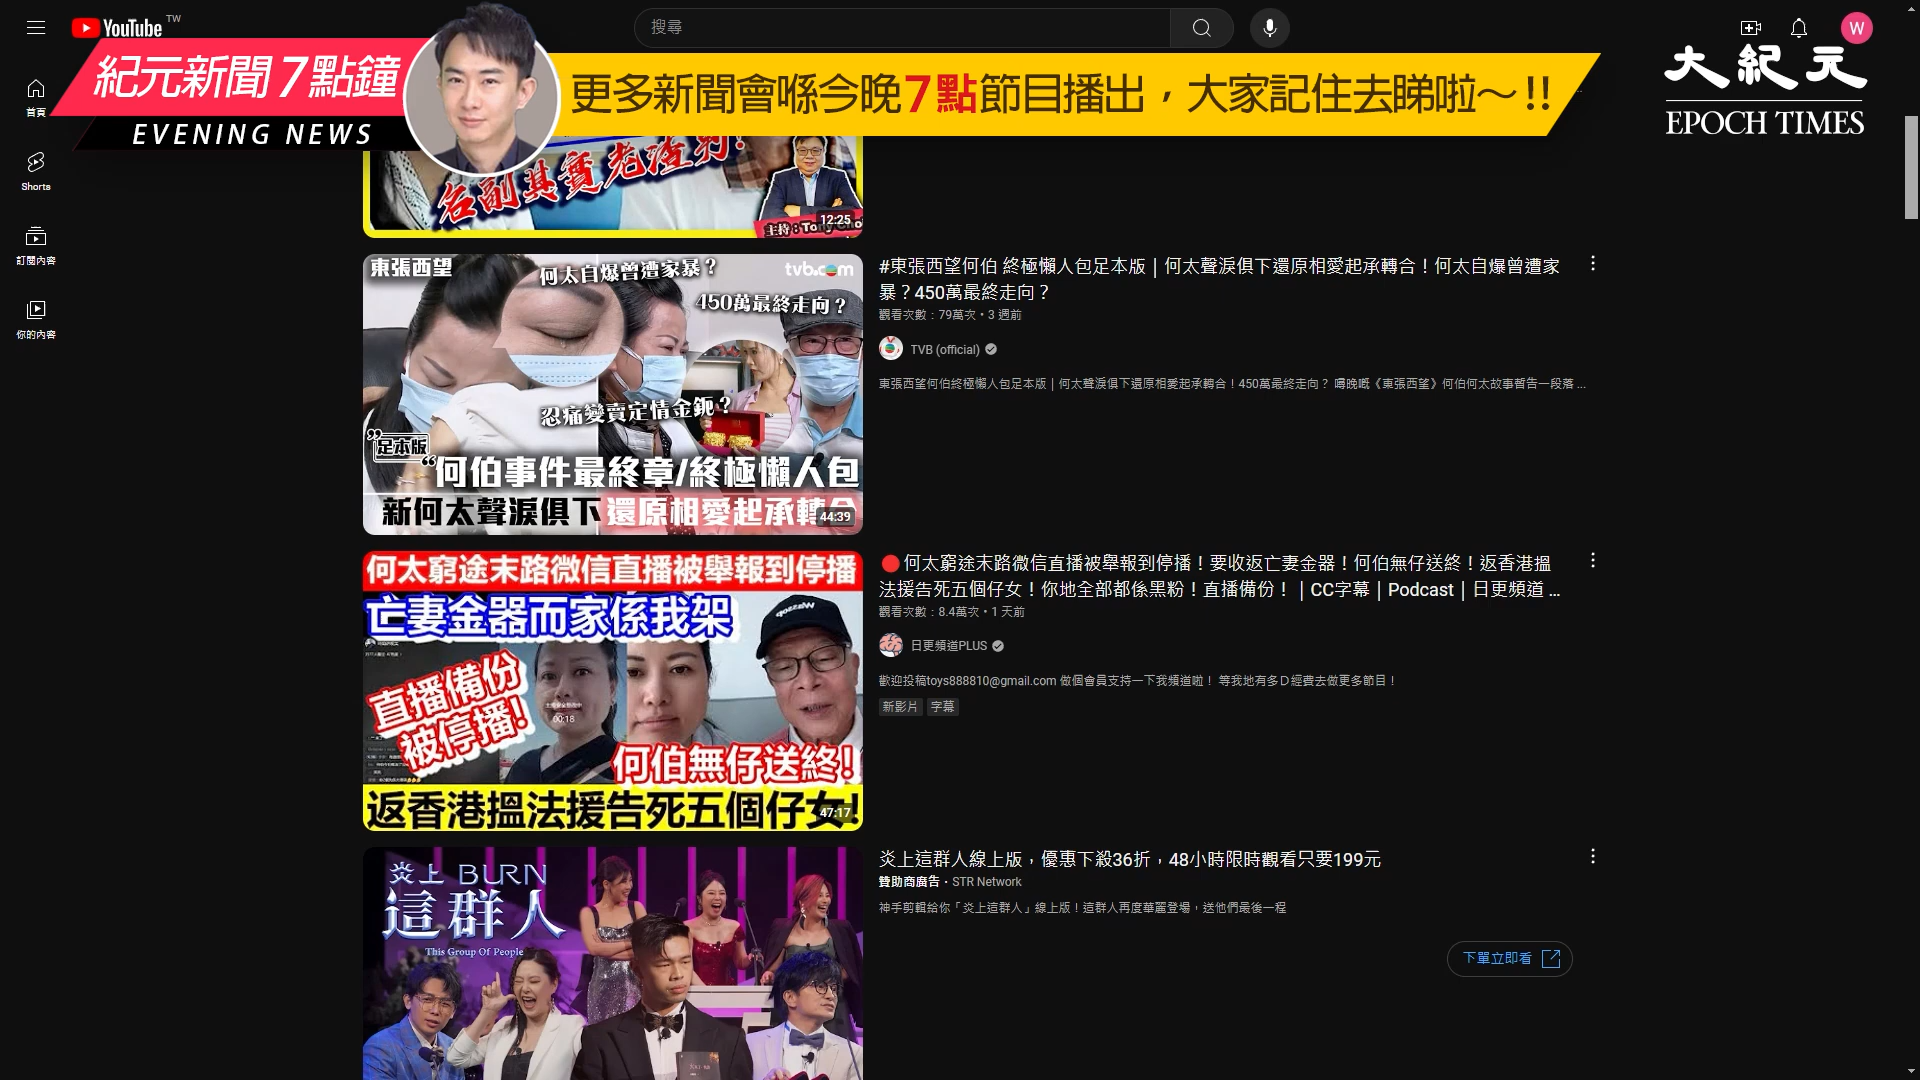 YouTube TW
搜尋
W
紀元新聞7點鐘
EVENING NEWS
更多新聞會喺今晚7點節目播出，大家記住去睇啦～!!
大紀元
EPOCH TIMES
首頁
Shorts
訂閱內容
你的內容
名副其實老渣男!
12:25
東張西望
tvb.com
何太自爆曾遭家暴？
450萬最終走向？
忍痛變賣定情金鈪？
足本版
何伯事件最終章/終極懶人包
新何太聲淚俱下還原相愛起承轉合
44:39
#東張西望何伯 終極懶人包足本版 | 何太聲淚俱下還原相愛起承轉合！何太自爆曾遭家
暴？450萬最終走向？
觀看次數：79萬次・3 週前
TVB (official)
東張西望何伯終極懶人包足本版 | 何太聲淚俱下還原相愛起承轉合！450萬最終走向？ 噚晚嘅《東張西望》何伯何太故事暫告一段落 ...
何太窮途末路微信直播被舉報到停播
亡妻金器而家係我架
直播備份
被停播!
00:18
何伯無仔送終!
返香港搵法援告死五個仔女!
47:17
🔴何太窮途末路微信直播被舉報到停播！要收返亡妻金器！何伯無仔送終！返香港搵
法援告死五個仔女！你地全部都係黑粉！直播備份！｜CC字幕｜Podcast｜日更頻道 ...
觀看次數：8.4萬次・1 天前
日更頻道PLUS
歡迎投稿toys888810@gmail.com 做個會員支持一下我頻道啦！ 等我地有多D經費去做更多節目！
新影片 字幕
炎上 BURN
這群人
This Group Of People
炎上這群人線上版，優惠下殺36折，48小時限時觀看只要199元
贊助商廣告・STR Network
神手剪輯給你「炎上這群人」線上版！這群人再度華麗登場，送他們最後一程
下單立即看